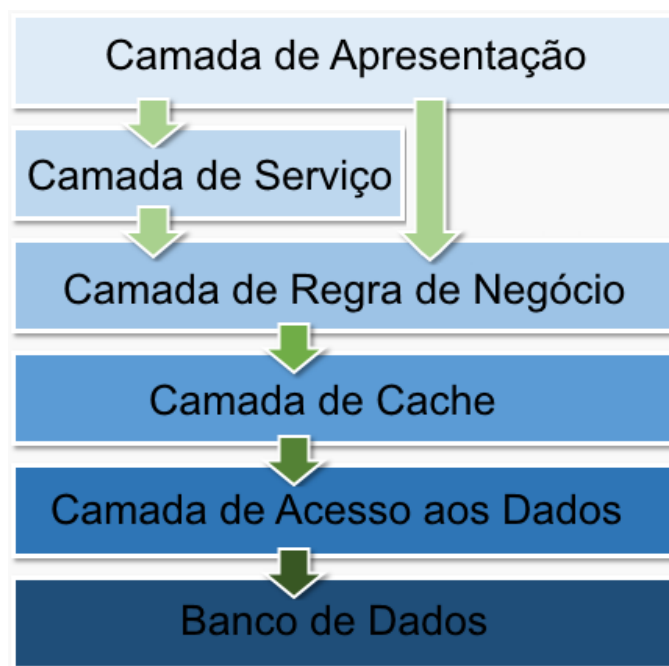 Camada de Apresentação
Camada de Serviço
Camada de Regra de Negócio
Camada de Cache
Camada de Acesso aos Dados
Banco de Dados